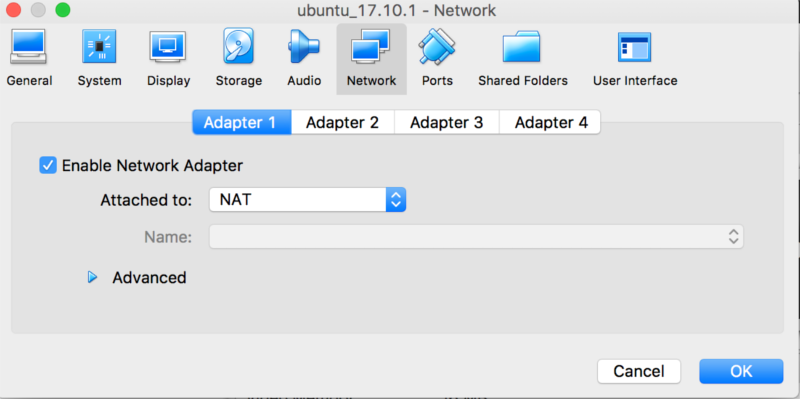 ubuntu_17.10.1 - Network
General System Display Storage Audio Network Ports Shared Folders User Interface
Adapter 1 Adapter 2 Adapter 3 Adapter 4
Enable Network Adapter
Attached to: NAT
Name:
Advanced
Cancel OK